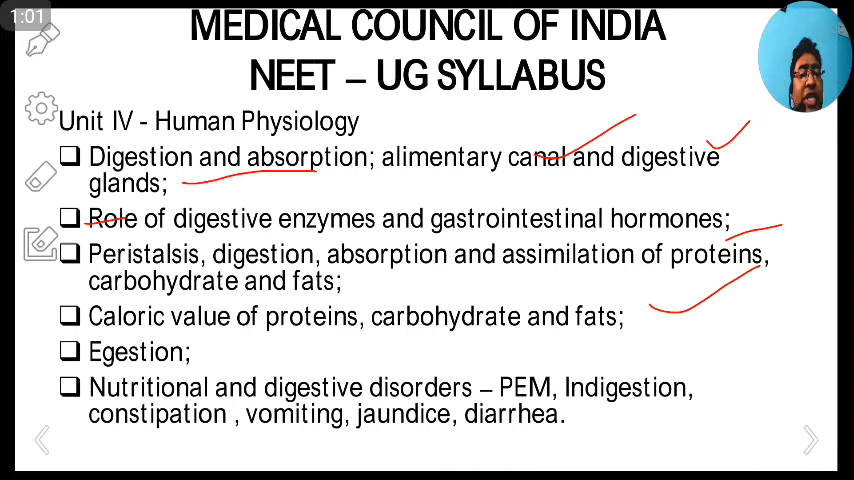 1:01
MEDICAL COUNCIL OF INDIA
NEET – UG SYLLABUS
Unit IV - Human Physiology
❑ Digestion and absorption; alimentary canal and digestive
glands;
❑ Role of digestive enzymes and gastrointestinal hormones;
❑ Peristalsis, digestion, absorption and assimilation of proteins,
carbohydrate and fats;
❑ Caloric value of proteins, carbohydrate and fats;
❑ Egestion;
❑ Nutritional and digestive disorders – PEM, Indigestion,
constipation , vomiting, jaundice, diarrhea.